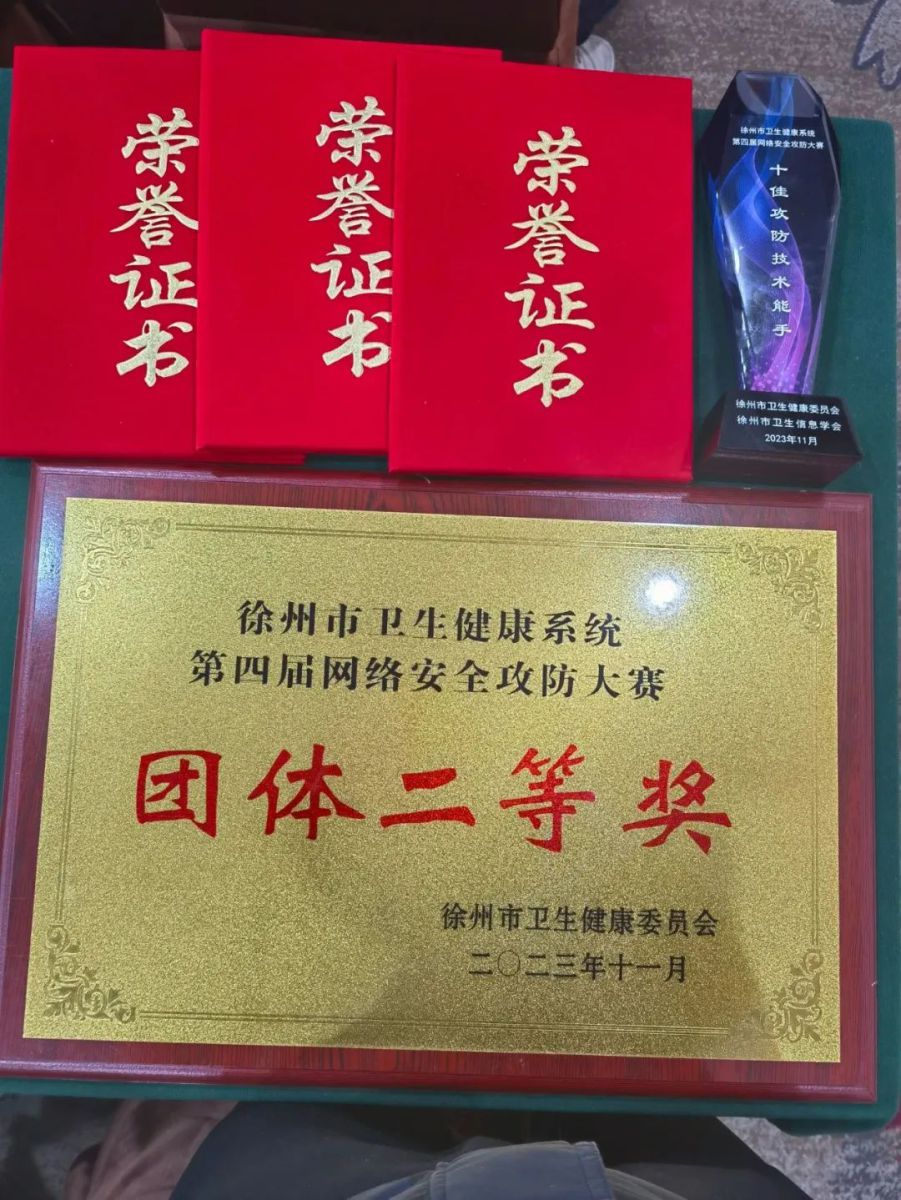 荣誉证书
荣誉证书
荣誉证书
徐州市卫生健康系统
第四届网络安全攻防大赛
十佳攻防技术能手
徐州市卫生健康委员会
徐州市卫生信息学会
2023年11月
徐州市卫生健康系统
第四届网络安全攻防大赛
团体二等奖
徐州市卫生健康委员会
二〇二三年十一月